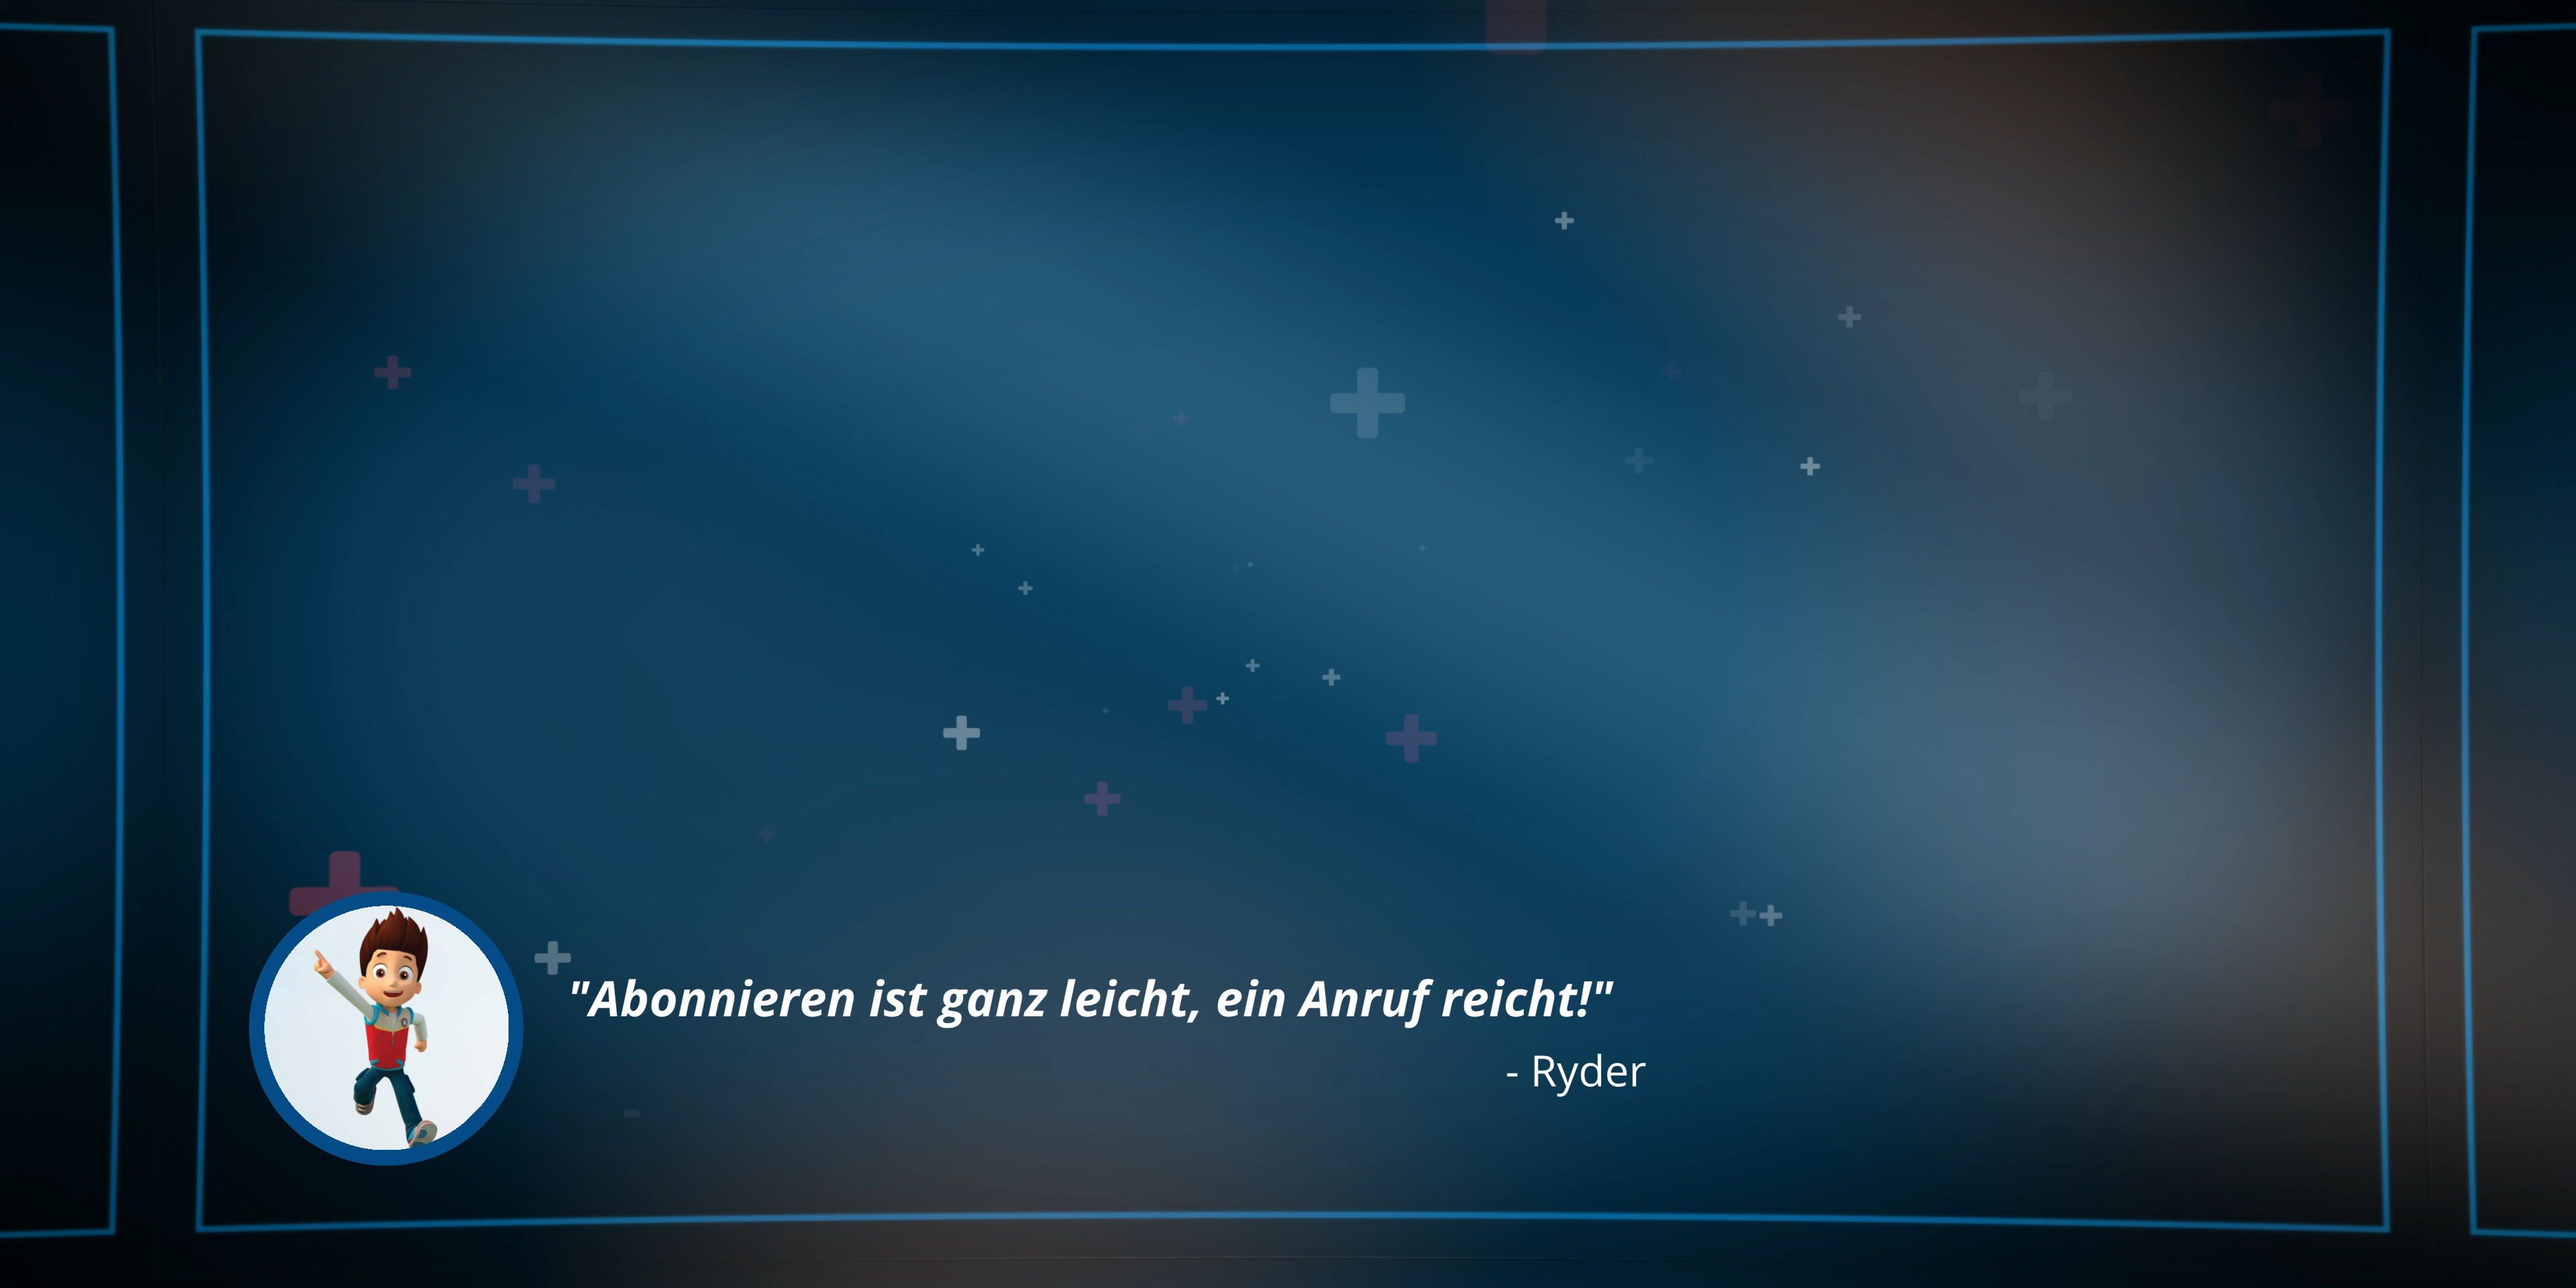 "Abonnieren ist ganz leicht, ein Anruf reicht!"
- Ryder